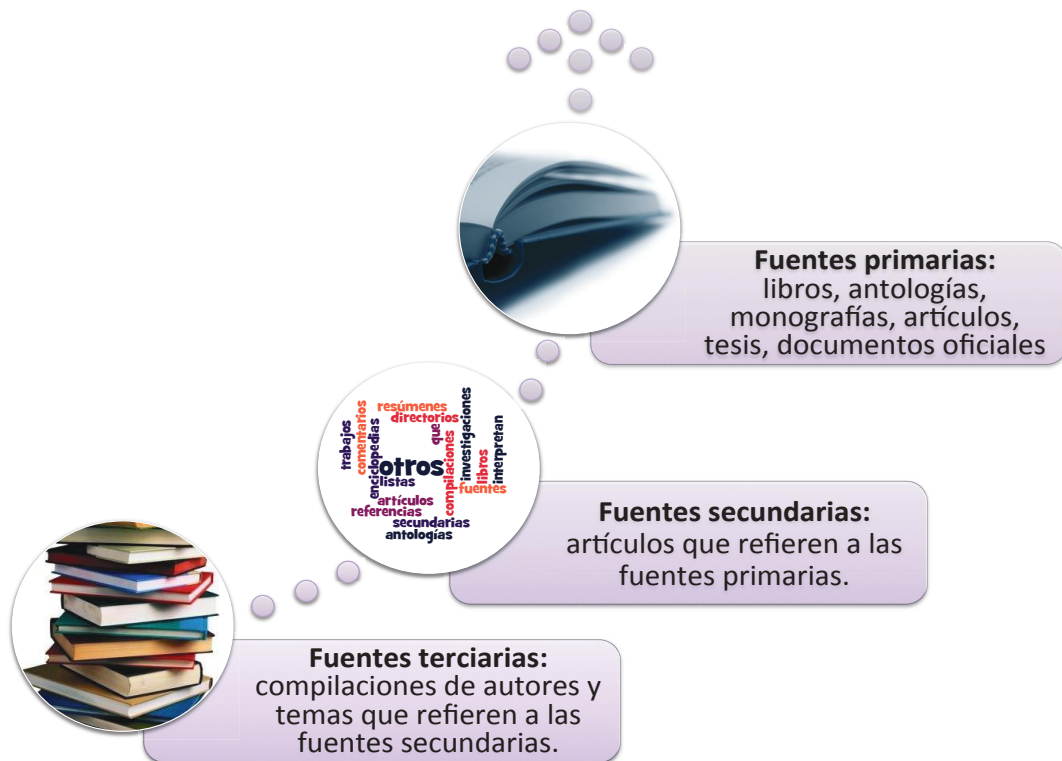 Fuentes primarias:
libros, antologías,
monografías, artículos,
tesis, documentos oficiales
trabajos
comentarios
enciclopedias
resúmenes
directorios
que
compilaciones
investigaciones
libros
interpretan
otros
listas
fuentes
artículos
referencias
secundarias
antologías
Fuentes secundarias:
artículos que refieren a las
fuentes primarias.
Fuentes terciarias:
compilaciones de autores y
temas que refieren a las
fuentes secundarias.